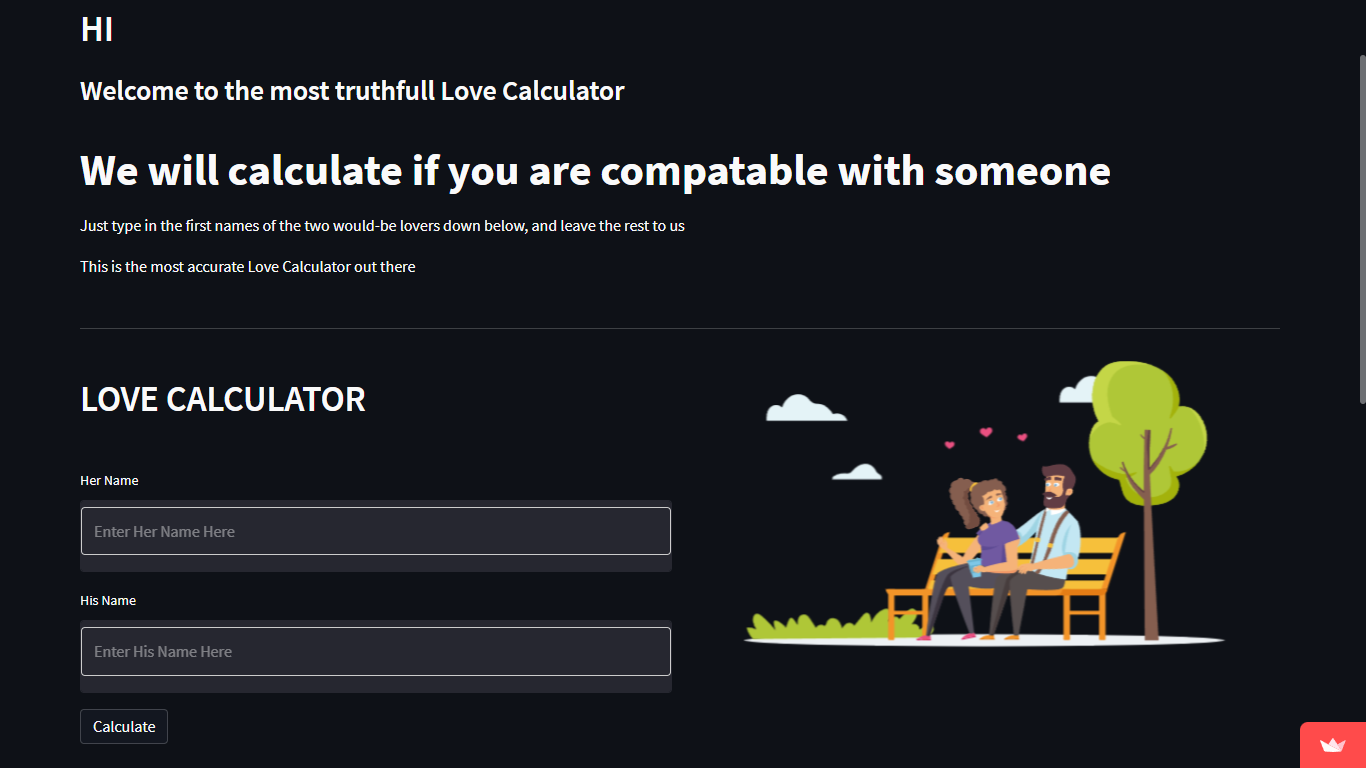 HI
Welcome to the most truthfull Love Calculator
We will calculate if you are compatable with someone
Just type in the first names of the two would-be lovers down below, and leave the rest to us
This is the most accurate Love Calculator out there
LOVE CALCULATOR
Her Name
Enter Her Name Here
His Name
Enter His Name Here
Calculate